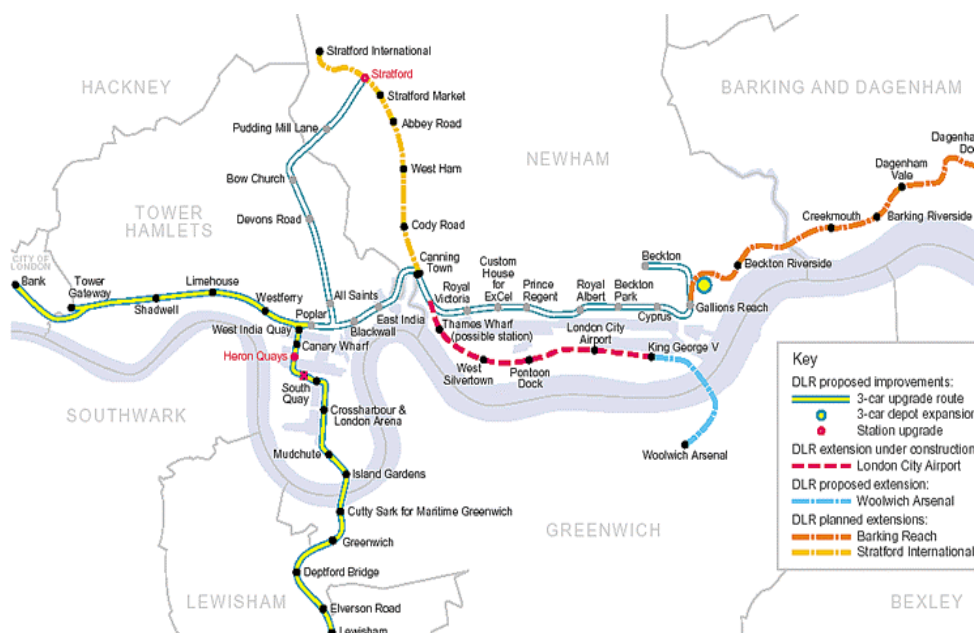 Stratford International
HACKNEY
Stratford
BARKING AND DAGENHAM
Stratford Market
Pudding Mill Lane
Abbey Road
Dagenham
NEWHAM
Dagenham
Vale
West Ham
Bow Church
TOWER
HAMLETS
Devons Road
Cody Road
Creekmouth
Barking Riverside
CITY OF
LONDON
Bank
Tower
Gateway
Limehouse
Canning
Town
Custom
House
for
ExCel
Beckton
Beckton Riverside
Shadwell
Westferry
All Saints
Poplar
Royal
Victoria
Prince
Regent
Royal
Albert
Beckton
Park
Cyprus
Gallions Reach
East India
Blackwall
West India Quay
Canary Wharf
Thames Wharf
(possible station)
London City
Airport
King George V
Heron Quays
West
Silvertown
Pontoon
Dock
South
Quay
SOUTHWARK
Crossharbour &
London Arena
Mudchute
Woolwich Arsenal
Island Gardens
Cutty Sark for Maritime Greenwich
GREENWICH
Greenwich
Deptford Bridge
LEWISHAM
Elverson Road
Lewisham
BEXLEY
Key
DLR proposed improvements:
3-car upgrade route
3-car depot expansion
Station upgrade
DLR extension under construction
London City Airport
DLR proposed extension:
Woolwich Arsenal
DLR planned extensions:
Barking Reach
Stratford International